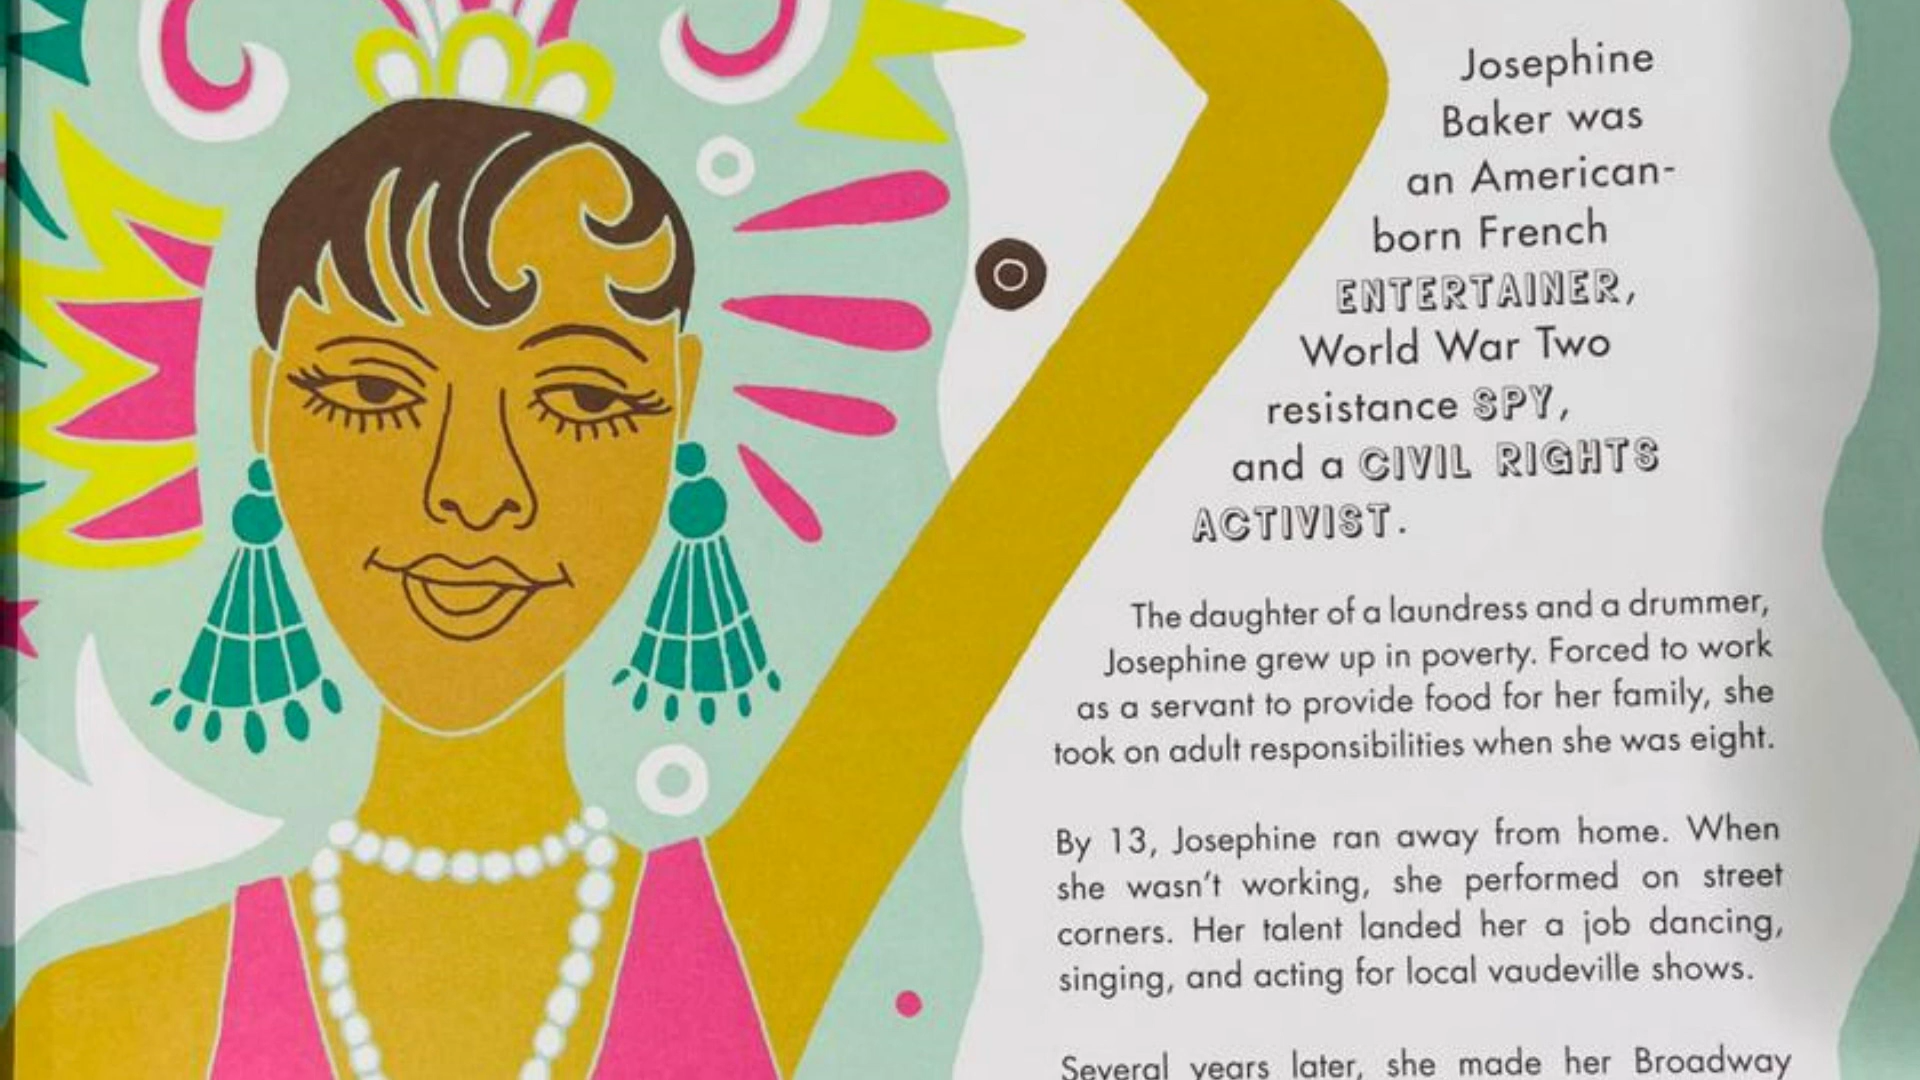 Josephine
Baker was
an American-
born French
ENTERTAINER,
World War Two
resistance SPY,
and a CIVIL RIGHTS
ACTIVIST.
The daughter of a laundress and a drummer,
Josephine grew up in poverty. Forced to work
as a servant to provide food for her family, she
took on adult responsibilities when she was eight.
By 13, Josephine ran away from home. When
she wasn't working, she performed on street
corners. Her talent landed her a job dancing,
singing, and acting for local vaudeville shows.
Several years later, she made her Broadway